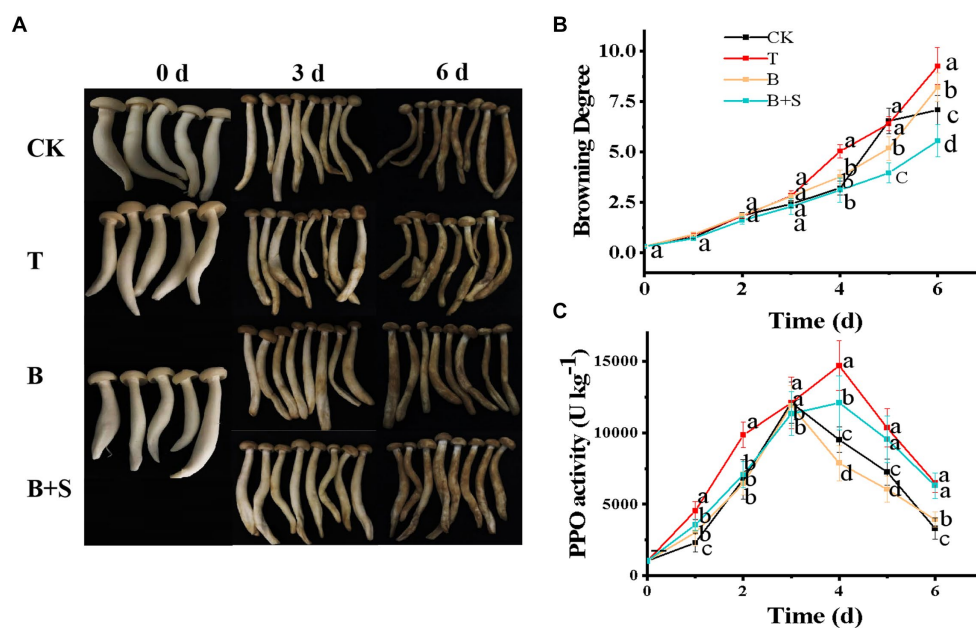 A
0 d 3 d 6 d
CK
T
B
B+S
B
CK
T
B
B+S
Browning Degree
10.0
7.5
5.0
2.5
0.0
a
a
a
a
a
a
a
b
b
a
a
b
c
a
b
c
d
0 2 4 6
Time (d)
C
PPO activity (U kg⁻¹)
15000
10000
5000
0
a
b
b
c
a
b
b
a
a
b
b
a
b
c
d
a
a
c
d
a
a
b
b
0 2 4 6
Time (d)